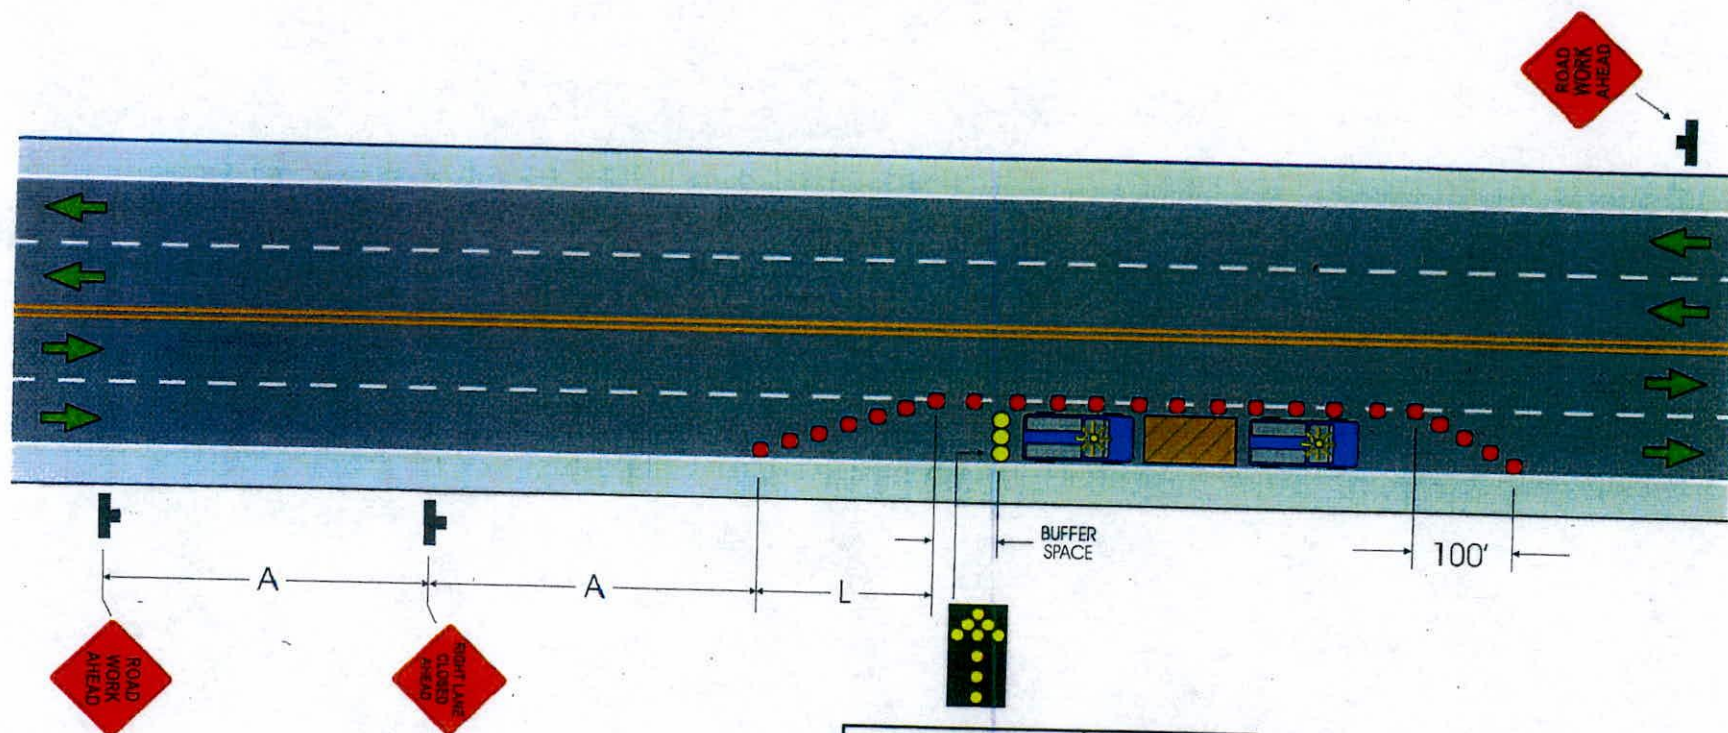 ROAD
WORK
AHEAD
BUFFER
SPACE
100'
A
A
L
ROAD
WORK
AHEAD
RIGHT LANE
CLOSED
AHEAD